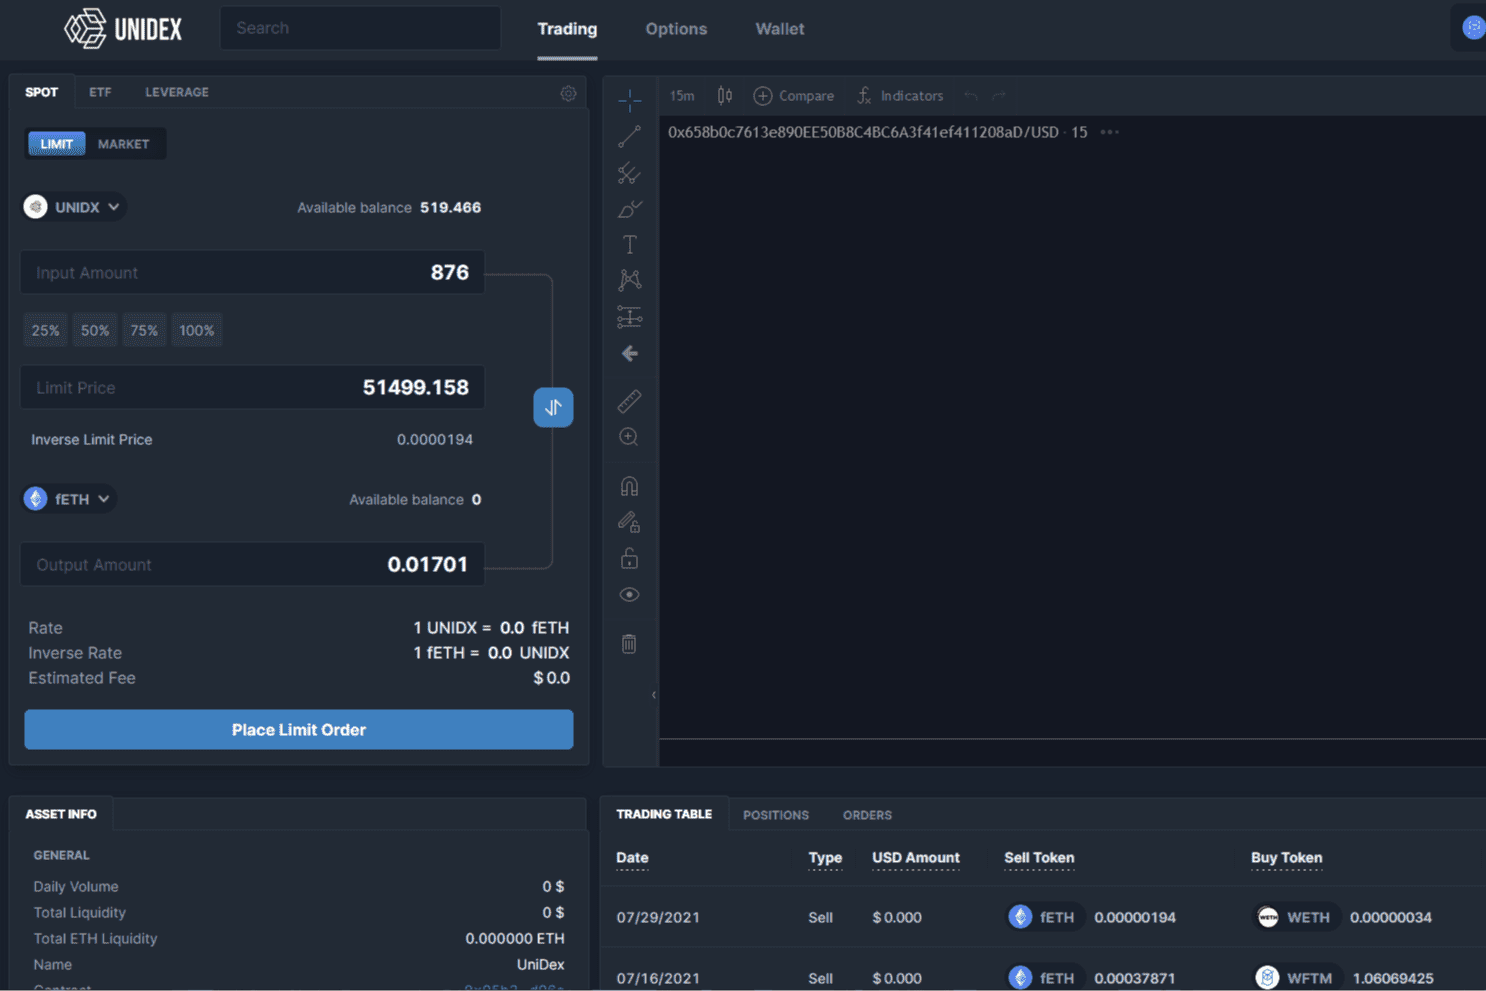 UNIDEX
Search
Trading
Options
Wallet
SPOT
ETF
LEVERAGE
LIMIT
MARKET
UNIDX
Available balance 519.466
Input Amount 876
25% 50% 75% 100%
Limit Price 51499.158
Inverse Limit Price 0.0000194
fETH
Available balance 0
Output Amount 0.01701
Rate 1 UNIDX = 0.0 fETH
Inverse Rate 1 fETH = 0.0 UNIDX
Estimated Fee $ 0.0
Place Limit Order
15m Compare Indicators
0x658b0c7613e890EE50B8C4BC6A3f41ef411208aD/USD · 15
ASSET INFO
GENERAL
Daily Volume 0 $
Total Liquidity 0 $
Total ETH Liquidity 0.000000 ETH
Name UniDex
TRADING TABLE POSITIONS ORDERS
Date Type USD Amount Sell Token Buy Token
07/29/2021 Sell $ 0.000 fETH 0.00000194 WETH WETH 0.00000034
07/16/2021 Sell $ 0.000 fETH 0.00037871 WFTM 1.06069425